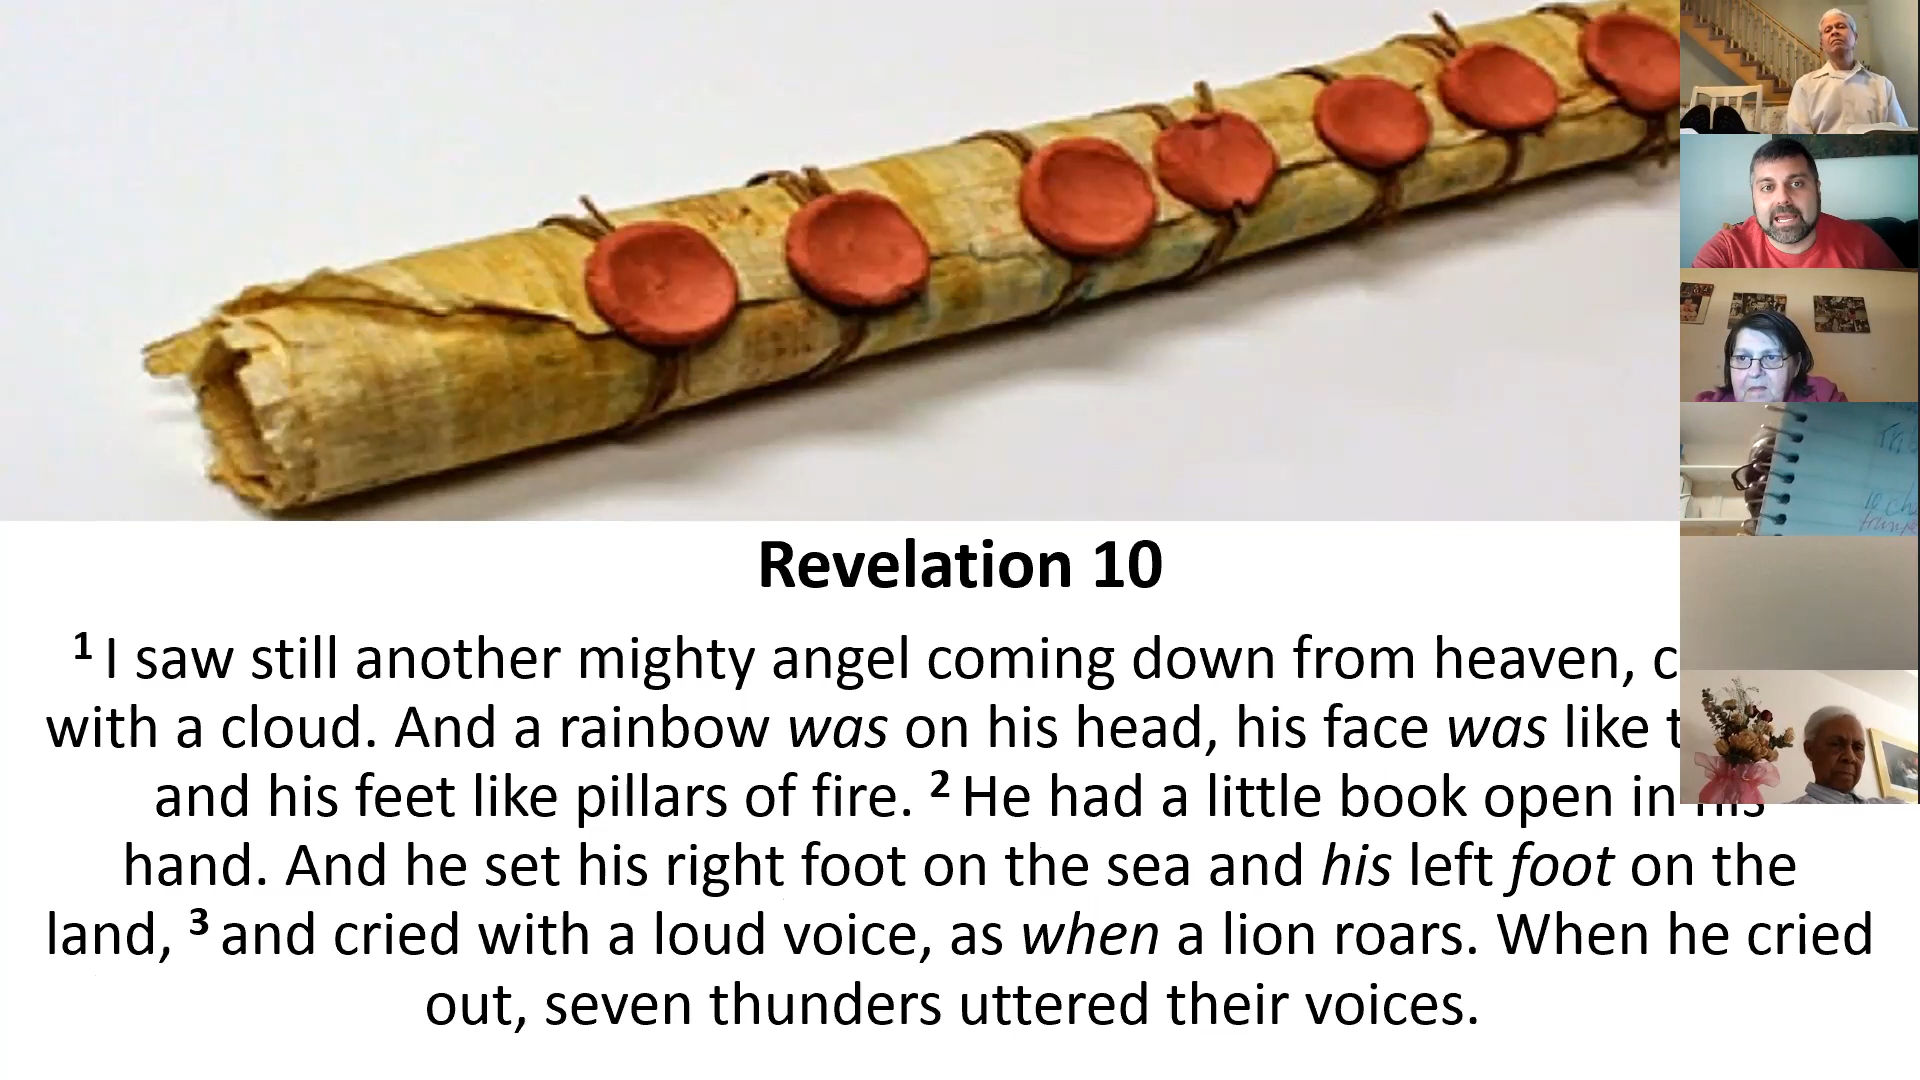 Revelation 10
1 I saw still another mighty angel coming down from heaven, c
with a cloud. And a rainbow was on his head, his face was like t
and his feet like pillars of fire. 2 He had a little book open in his
hand. And he set his right foot on the sea and his left foot on the
land, 3 and cried with a loud voice, as when a lion roars. When he cried
out, seven thunders uttered their voices.